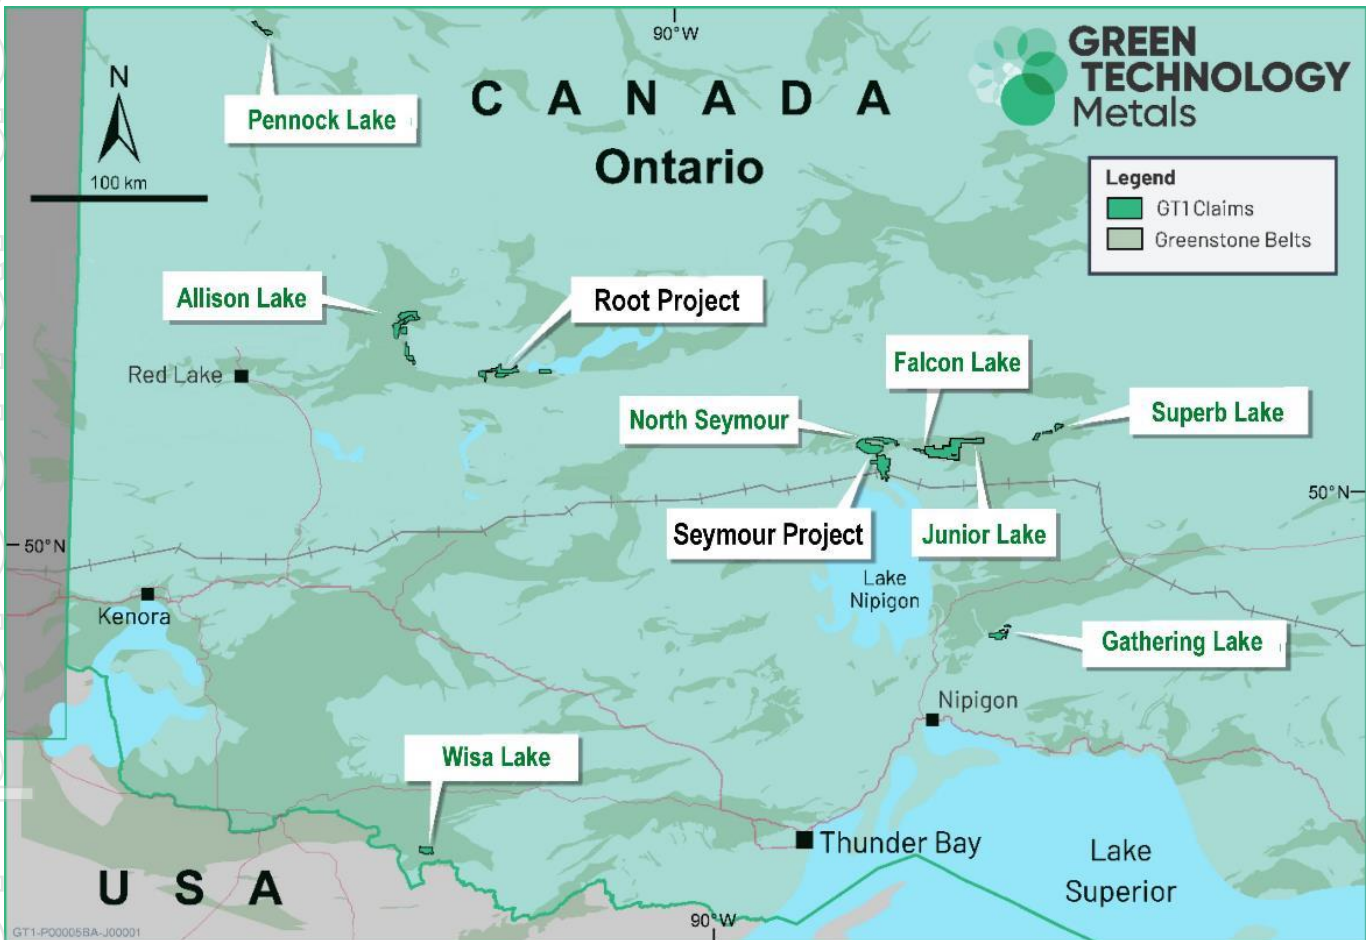 90°W
GREEN
TECHNOLOGY
Metals
N
Pennock Lake
CANADA
Ontario
100 km
Legend
GT1 Claims
Greenstone Belts
Allison Lake
Root Project
Red Lake
Falcon Lake
North Seymour
Superb Lake
50°N
Seymour Project
Junior Lake
50°N
Lake
Nipigon
Kenora
Gathering Lake
Nipigon
Wisa Lake
Thunder Bay
Lake
Superior
USA
90°W
GT1-P00005BA-J00001